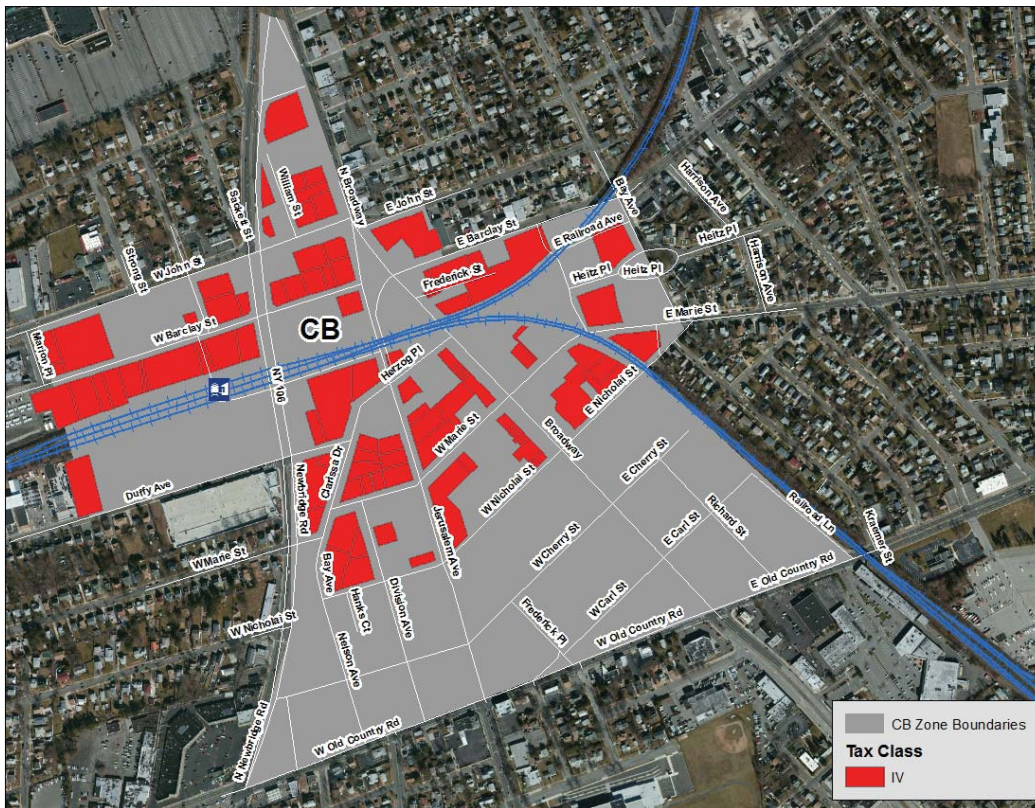 N Broadway
William St
Sackett St
E John St
Bay Ave
Harrison Ave
E Barclay St
E Railroad Ave
Heitz Pl
Harrison Ave
W John St
Strong St
Frederick St
Heitz Pl
Heitz Pl
E Marie St
W Barclay St
CB
Marion Pl
Herzog Pl
NY 106
E Nicholai St
W Marie St
Broadway
Clarissa Dr
E Cherry St
Duffy Ave
Newbridge Rd
W Nicholai St
Richard St
Railroad Ln
Kraemer St
W Marie St
Jerusalem Ave
W Cherry St
E Carl St
Bay Ave
Hanks Ct
Division Ave
E Old Country Rd
W Nicholai St
Nelson Ave
W Carl St
Frederick Pl
W Old Country Rd
N Newbridge Rd
W Old Country Rd
CB Zone Boundaries
Tax Class
IV